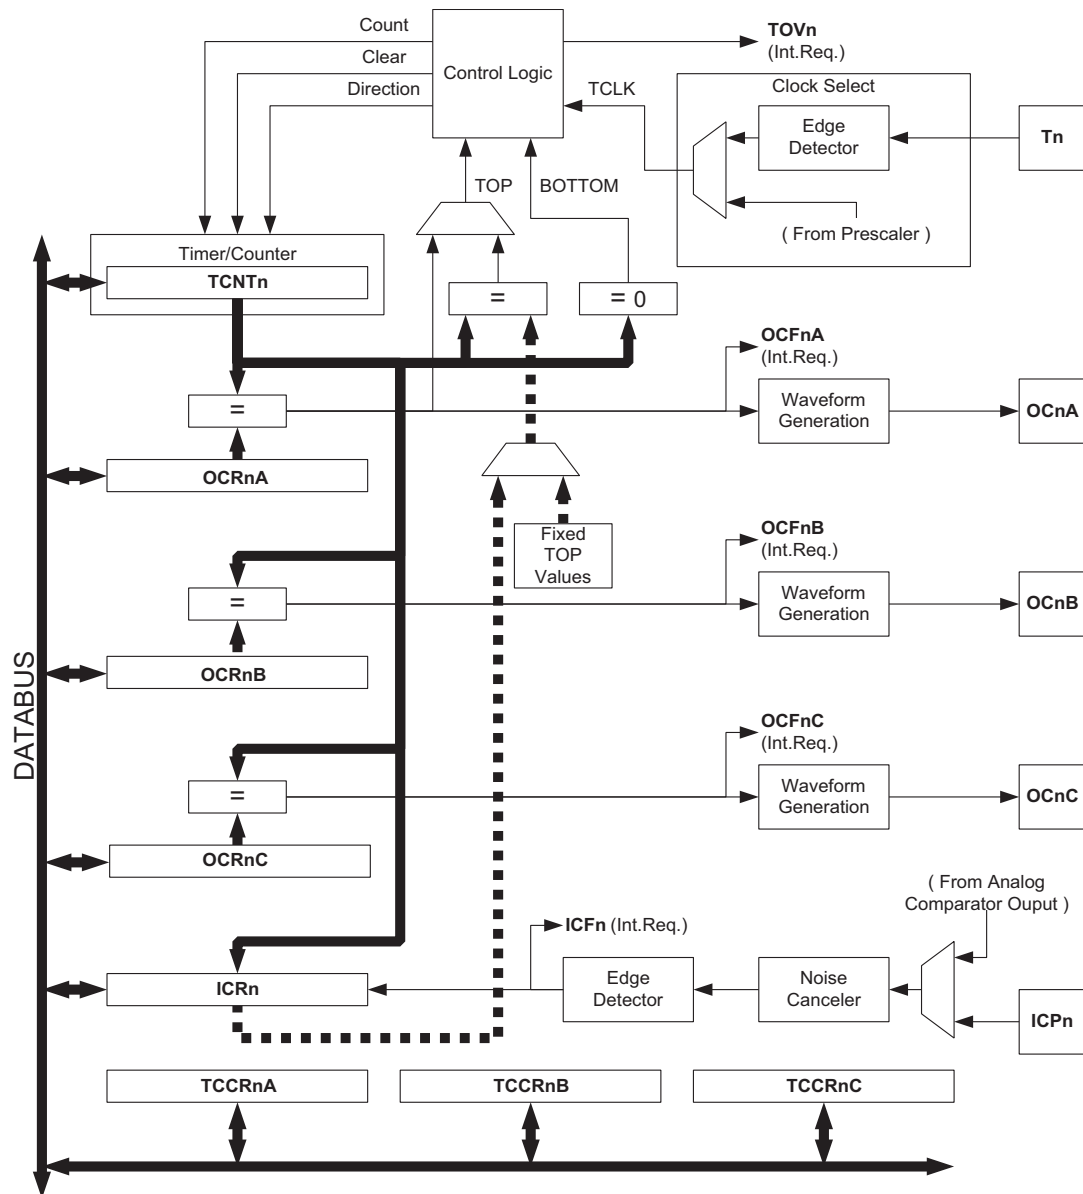 Count
TOVn
(Int.Req.)
Clear
Control Logic
Direction
TCLK
Clock Select
Edge
Detector
Tn
TOP
BOTTOM
( From Prescaler )
Timer/Counter
TCNTn
=
= 0
OCFnA
(Int.Req.)
=
Waveform
Generation
OCnA
OCRnA
Fixed
TOP
Values
OCFnB
(Int.Req.)
=
Waveform
Generation
OCnB
OCRnB
DATABUS
OCFnC
(Int.Req.)
=
Waveform
Generation
OCnC
OCRnC
( From Analog
Comparator Ouput )
ICFn (Int.Req.)
ICRn
Edge
Detector
Noise
Canceler
ICPn
TCCRnA
TCCRnB
TCCRnC